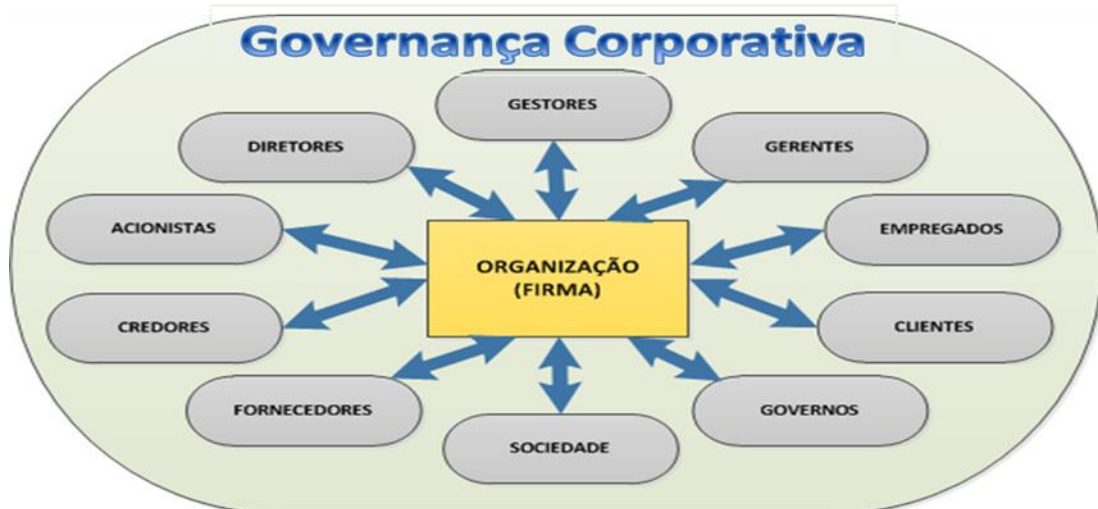 Governança Corporativa
GESTORES
DIRETORES
GERENTES
ACIONISTAS
EMPREGADOS
ORGANIZAÇÃO
(FIRMA)
CREDORES
CLIENTES
FORNECEDORES
GOVERNOS
SOCIEDADE